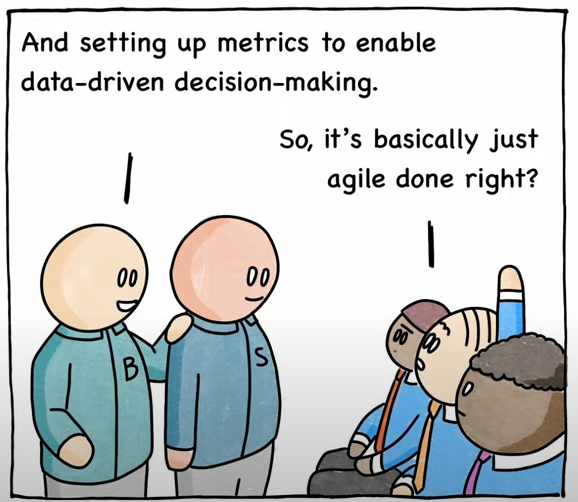 And setting up metrics to enable
data-driven decision-making.
So, it's basically just
agile done right?
B
S